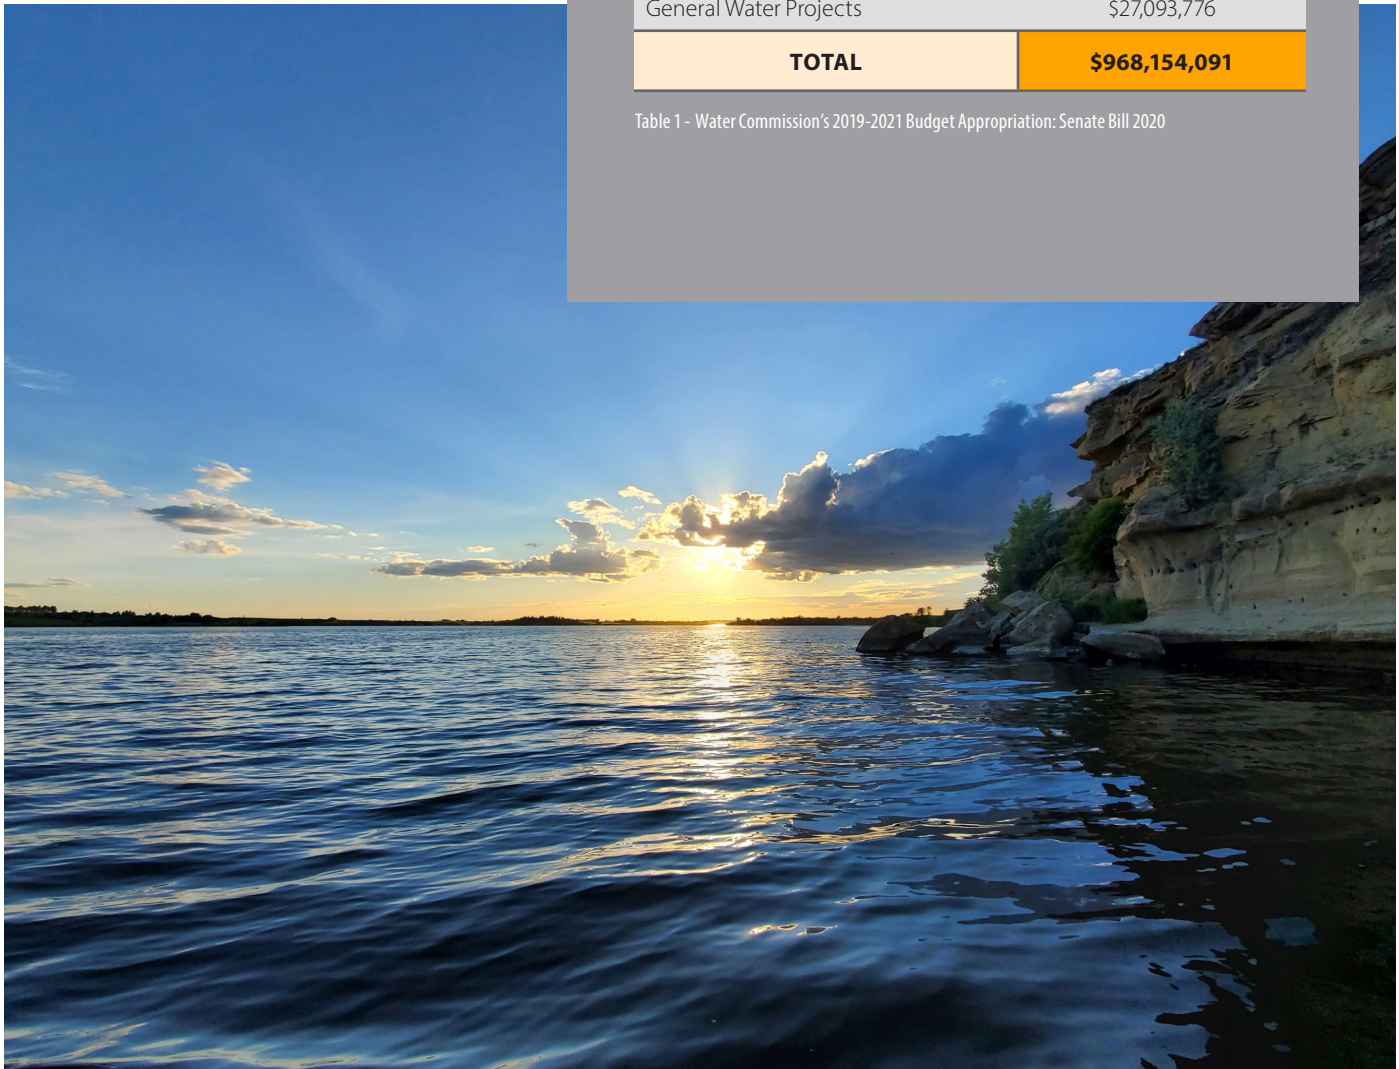 General Water Projects $27,093,776
TOTAL $968,154,091
Table 1 - Water Commission's 2019-2021 Budget Appropriation: Senate Bill 2020